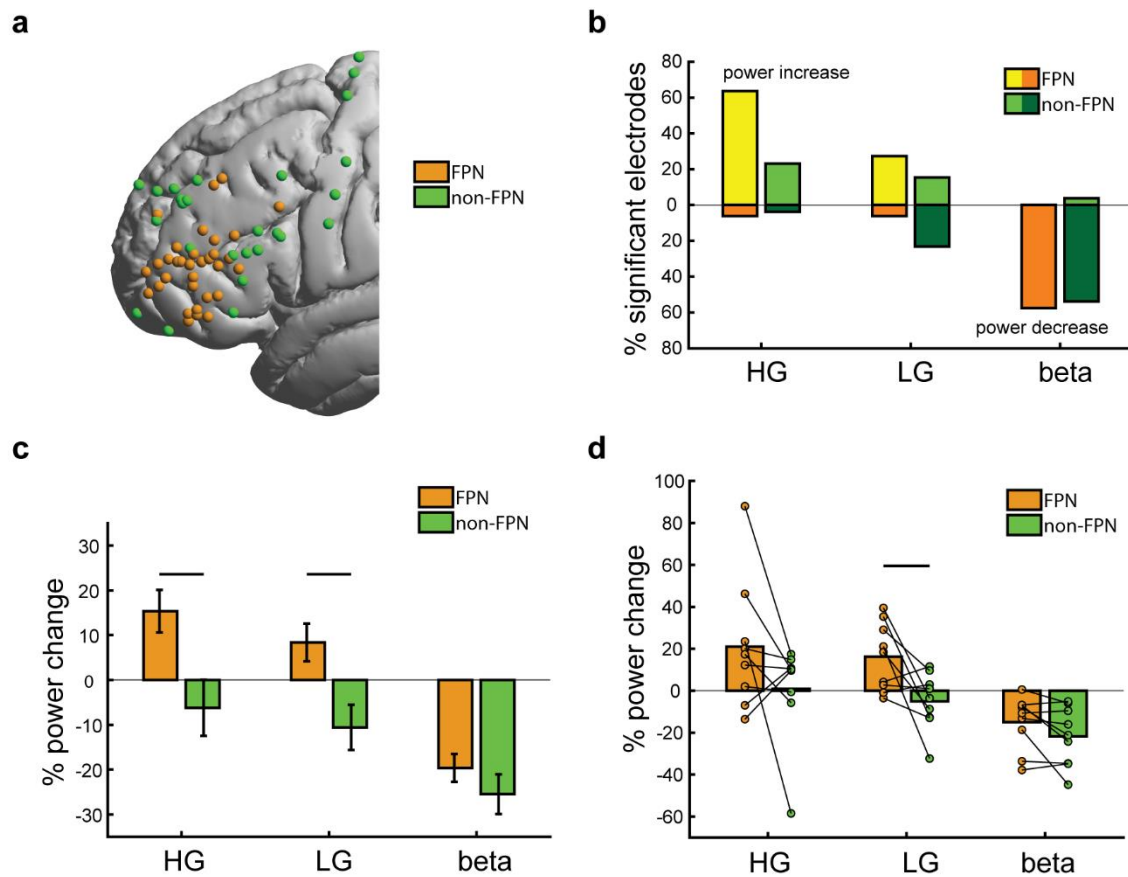 a
FPN
non-FPN
b
% significant electrodes
80
60
40
20
0
20
40
60
80
power increase
FPN
non-FPN
power decrease
HG LG beta
c
% power change
30
20
10
0
-10
-20
-30
FPN
non-FPN
HG LG beta
d
% power change
100
80
60
40
20
0
-20
-40
-60
FPN
non-FPN
HG LG beta